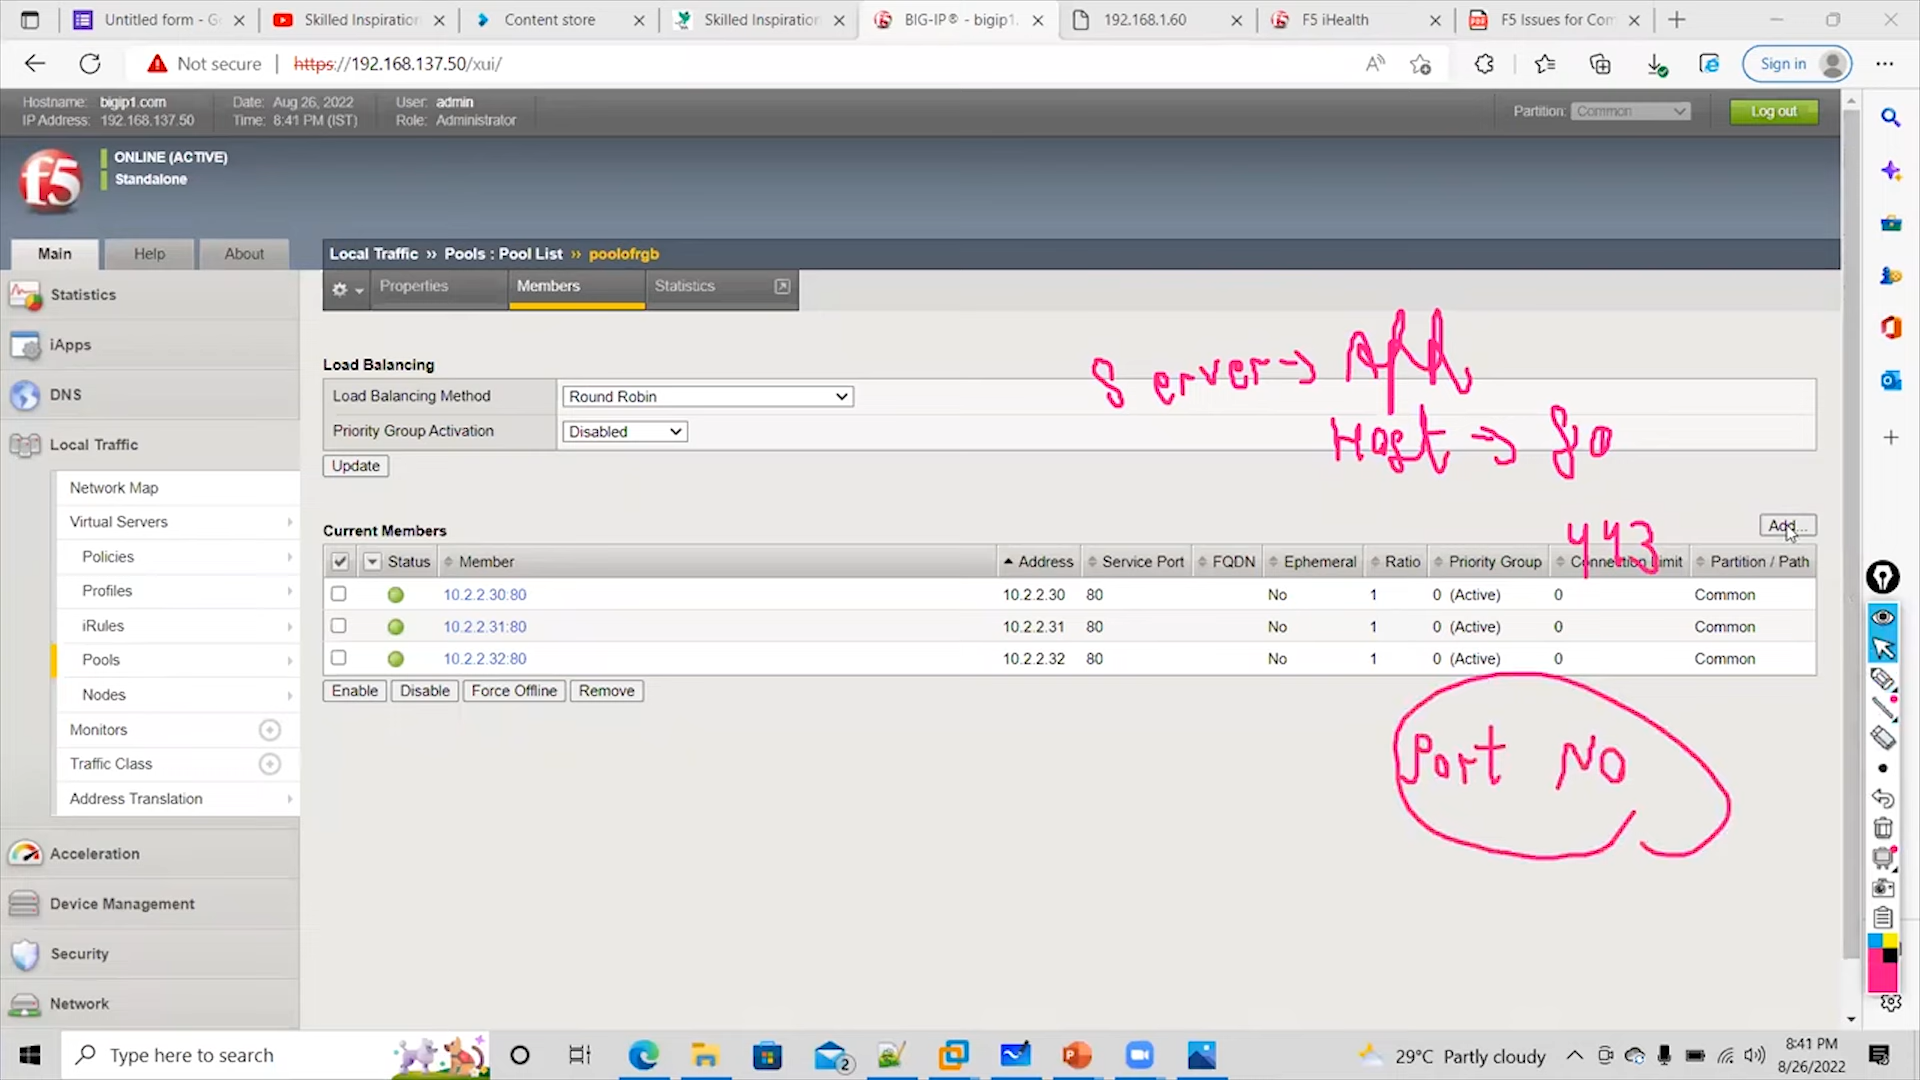 Untitled form - G
Skilled Inspiration
Content store
Skilled Inspiration
BIG-IP® - bigip1.
192.168.1.60
F5 iHealth
F5 Issues for Com
Not secure
https://192.168.137.50/xui/
Sign in
Hostname: bigip1.com
Date: Aug 26, 2022
User: admin
IP Address: 192.168.137.50
Time: 8:41 PM (IST)
Role: Administrator
Partition: Common
Log out
f5
ONLINE (ACTIVE)
Standalone
Main
Help
About
Local Traffic ›› Pools : Pool List ›› poolofrgb
Properties
Members
Statistics
Statistics
iApps
DNS
Local Traffic
Network Map
Virtual Servers
Policies
Profiles
iRules
Pools
Nodes
Monitors
Traffic Class
Address Translation
Acceleration
Device Management
Security
Network
Load Balancing
Load Balancing Method Round Robin
Priority Group Activation Disabled
Update
Server →
Host → 80
443
Current Members
Add...
Status Member Address Service Port FQDN Ephemeral Ratio Priority Group Connection Limit Partition / Path
10.2.2.30:80 10.2.2.30 80 No 1 0 (Active) 0 Common
10.2.2.31:80 10.2.2.31 80 No 1 0 (Active) 0 Common
10.2.2.32:80 10.2.2.32 80 No 1 0 (Active) 0 Common
Enable Disable Force Offline Remove
Port No
Type here to search
2
29°C Partly cloudy
8:41 PM
8/26/2022